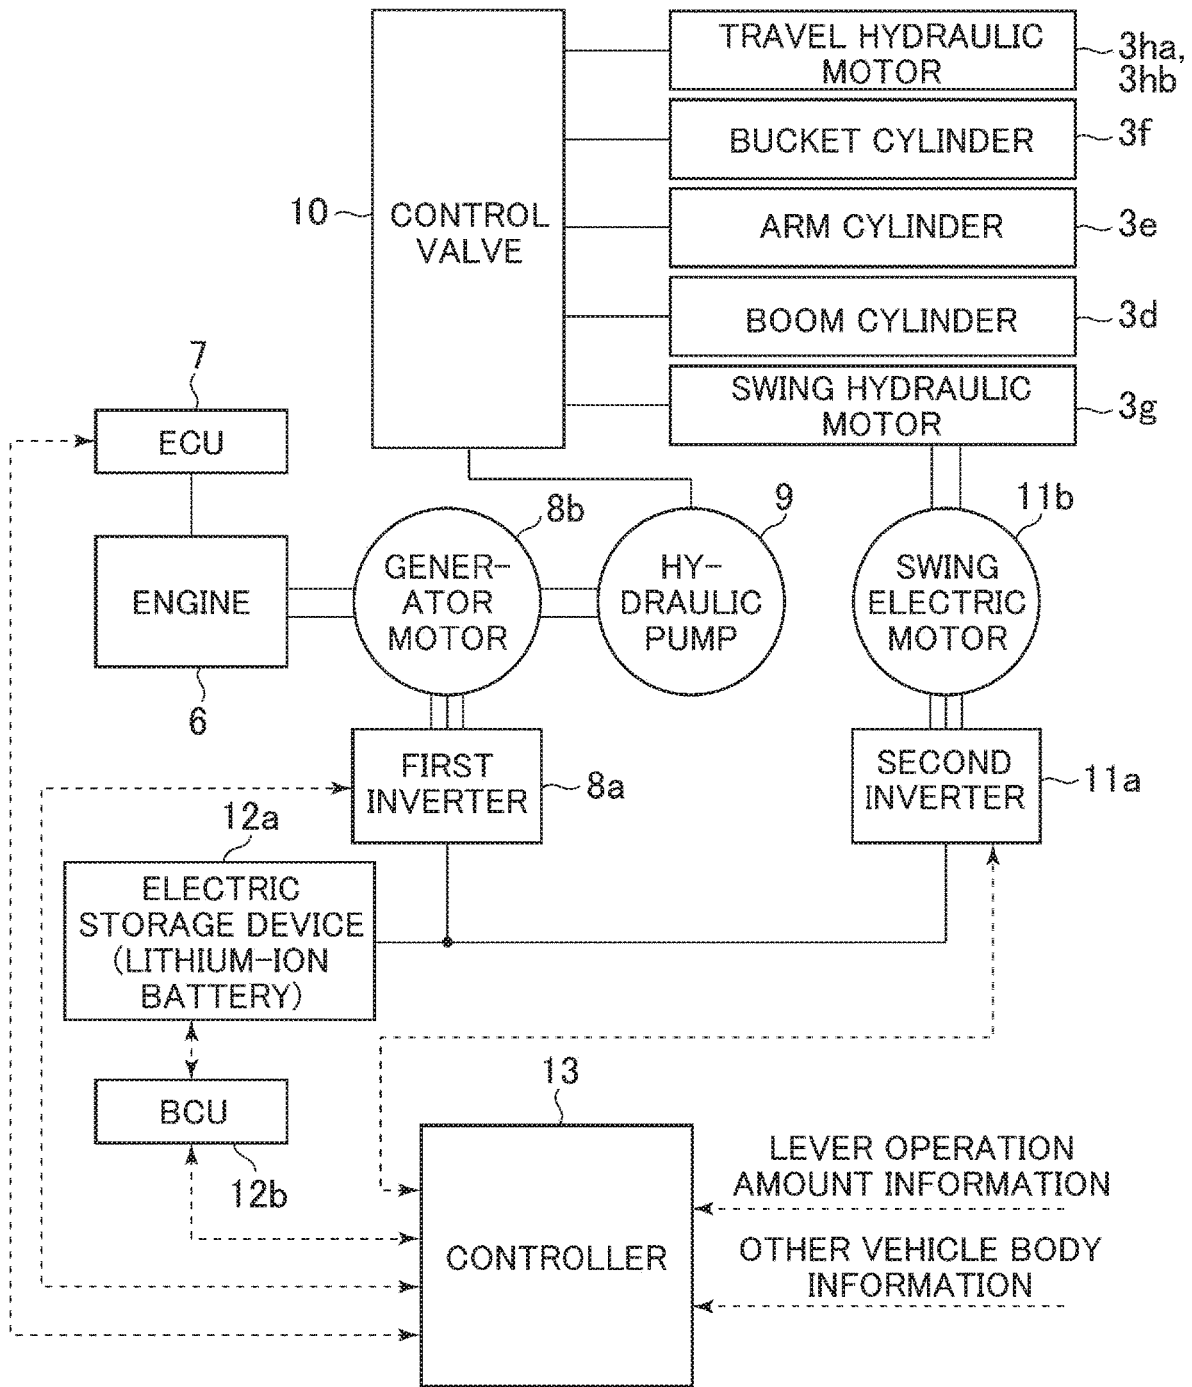 TRAVEL HYDRAULIC
MOTOR
3ha,
3hb
BUCKET CYLINDER
3f
10
CONTROL
VALVE
ARM CYLINDER
3e
BOOM CYLINDER
3d
SWING HYDRAULIC
MOTOR
3g
7
ECU
8b
9
11b
ENGINE
6
GENER-
ATOR
MOTOR
HY-
DRAULIC
PUMP
SWING
ELECTRIC
MOTOR
FIRST
INVERTER
8a
SECOND
INVERTER
11a
12a
ELECTRIC
STORAGE DEVICE
(LITHIUM-ION
BATTERY)
BCU
12b
13
CONTROLLER
LEVER OPERATION
AMOUNT INFORMATION
OTHER VEHICLE BODY
INFORMATION